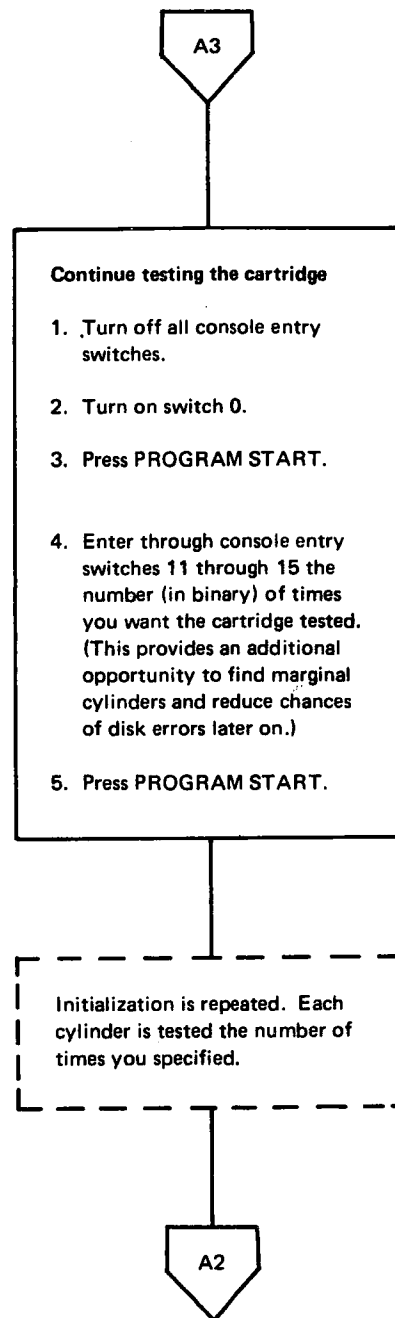 A3
Continue testing the cartridge
1. Turn off all console entry
switches.
2. Turn on switch 0.
3. Press PROGRAM START.
4. Enter through console entry
switches 11 through 15 the
number (in binary) of times
you want the cartridge tested.
(This provides an additional
opportunity to find marginal
cylinders and reduce chances
of disk errors later on.)
5. Press PROGRAM START.
Initialization is repeated. Each
cylinder is tested the number of
times you specified.
A2